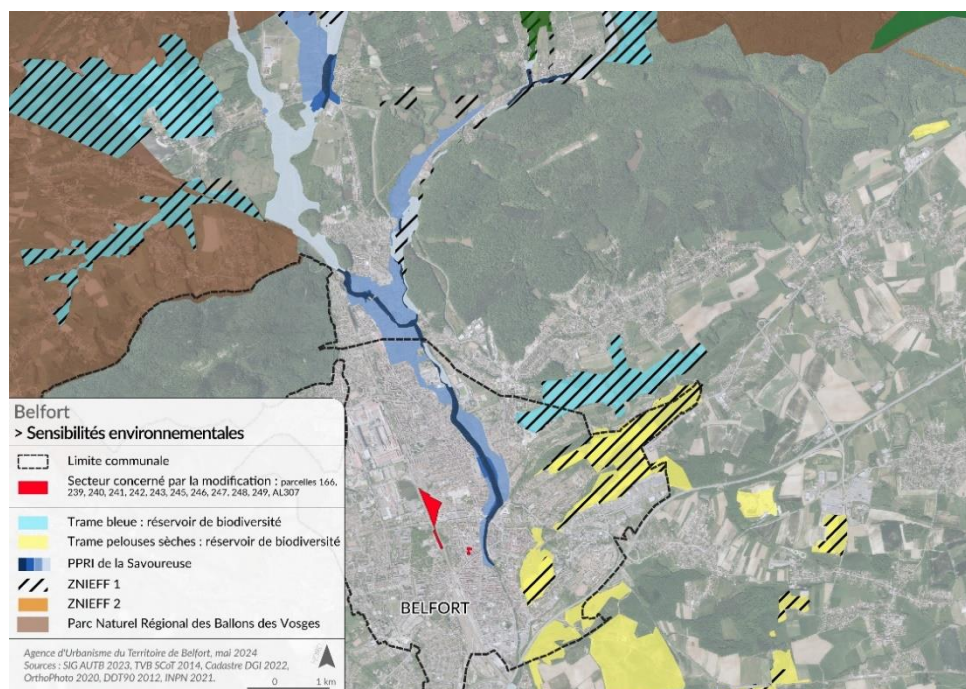 BELFORT
Belfort
> Sensibilités environnementales
Limite communale
Secteur concerné par la modification : parcelles 166,
239, 240, 241, 242, 243, 245, 246, 247, 248, 249, AL307
Trame bleue : réservoir de biodiversité
Trame pelouses sèches : réservoir de biodiversité
PPRI de la Savoureuse
ZNIEFF 1
ZNIEFF 2
Parc Naturel Régional des Ballons des Vosges
Agence d'Urbanisme du Territoire de Belfort, mai 2024
Sources : SIG AUTB 2023, TVB SCoT 2014, Cadastre DGI 2022,
OrthoPhoto 2020, DDT90 2012, INPN 2021.
0 1 km